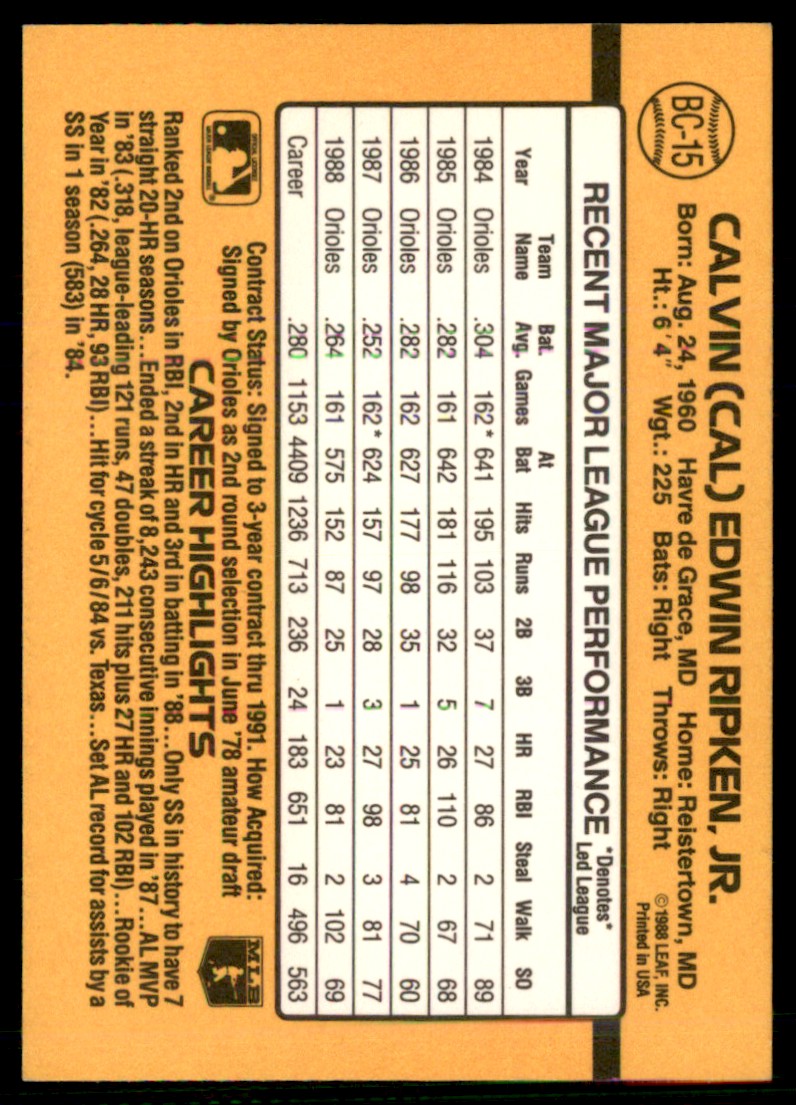 BC-15
CALVIN (CAL) EDWIN RIPKEN, JR.
Born: Aug. 24, 1960 Havre de Grace, MD Home: Reistertown, MD
Ht.: 6'4" Wgt.: 225 Bats: Right Throws: Right
© 1988 LEAF, INC.
Printed in USA
RECENT MAJOR LEAGUE PERFORMANCE *Denotes* Led League
Year Team Name Bat. Avg. Games At Bat Hits Runs 2B 3B HR RBI Steal Walk SO
1984 Orioles .304 162* 641 195 103 37 7 27 86 2 71 89
1985 Orioles .282 161 642 181 116 32 5 26 110 2 67 68
1986 Orioles .282 162 627 177 98 35 1 25 81 4 70 60
1987 Orioles .252 162* 624 157 97 28 3 27 98 3 81 77
1988 Orioles .264 161 575 152 87 25 1 23 81 2 102 69
Career .280 1153 4409 1236 713 236 24 183 651 16 496 563
Contract Status: Signed to 3-year contract thru 1991. How Acquired:
Signed by Orioles as 2nd round selection in June '78 amateur draft
MLB
CAREER HIGHLIGHTS
Ranked 2nd on Orioles in RBI, 2nd in HR and 3rd in batting in '88...Only SS in history to have 7
straight 20-HR seasons...Ended a streak of 8,243 consecutive innings played in '87...AL MVP
in '83 (.318, league-leading 121 runs, 47 doubles, 211 hits plus 27 HR and 102 RBI)...Rookie of
Year in '82 (.264, 28 HR, 93 RBI)...Hit for cycle 5/6/84 vs. Texas...Set AL record for assists by a
SS in 1 season (583) in '84.